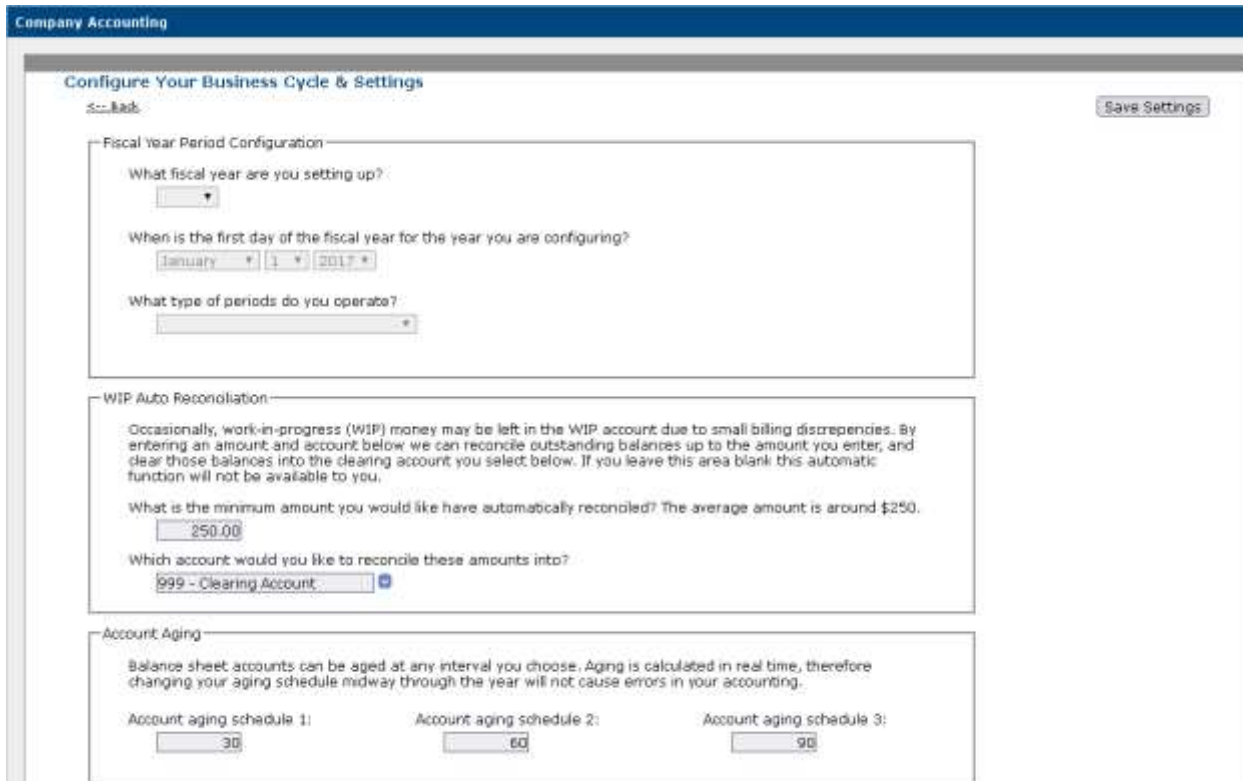 Company Accounting
Configure Your Business Cycle & Settings
<-- Back
Save Settings
Fiscal Year Period Configuration
What fiscal year are you setting up?
When is the first day of the fiscal year for the year you are configuring?
January 1 2017
What type of periods do you operate?
WIP Auto Reconciliation
Occasionally, work-in-progress (WIP) money may be left in the WIP account due to small billing discrepencies. By
entering an amount and account below we can reconcile outstanding balances up to the amount you enter, and
clear those balances into the clearing account you select below. If you leave this area blank this automatic
function will not be available to you.
What is the minimum amount you would like have automatically reconciled? The average amount is around $250.
250.00
Which account would you like to reconcile these amounts into?
999 - Clearing Account
Account Aging
Balance sheet accounts can be aged at any interval you choose. Aging is calculated in real time, therefore
changing your aging schedule midway through the year will not cause errors in your accounting.
Account aging schedule 1: Account aging schedule 2: Account aging schedule 3:
30 60 90